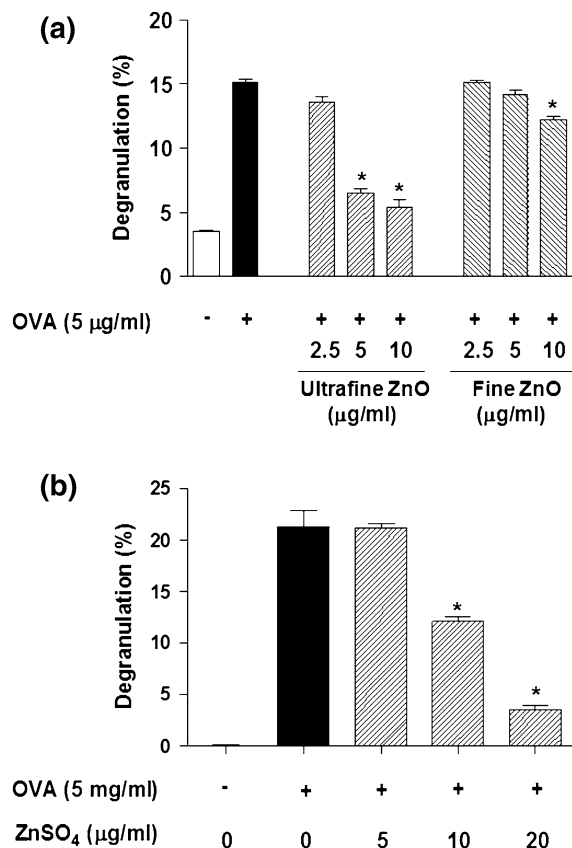 (a)
Degranulation (%)
20
15
10
5
0
* * *
OVA (5 μg/ml) - + + + + + + +
2.5 5 10 2.5 5 10
Ultrafine ZnO Fine ZnO
(μg/ml) (μg/ml)
(b)
Degranulation (%)
25
20
15
10
5
0
* *
OVA (5 mg/ml) - + + + +
ZnSO4 (μg/ml) 0 0 5 10 20